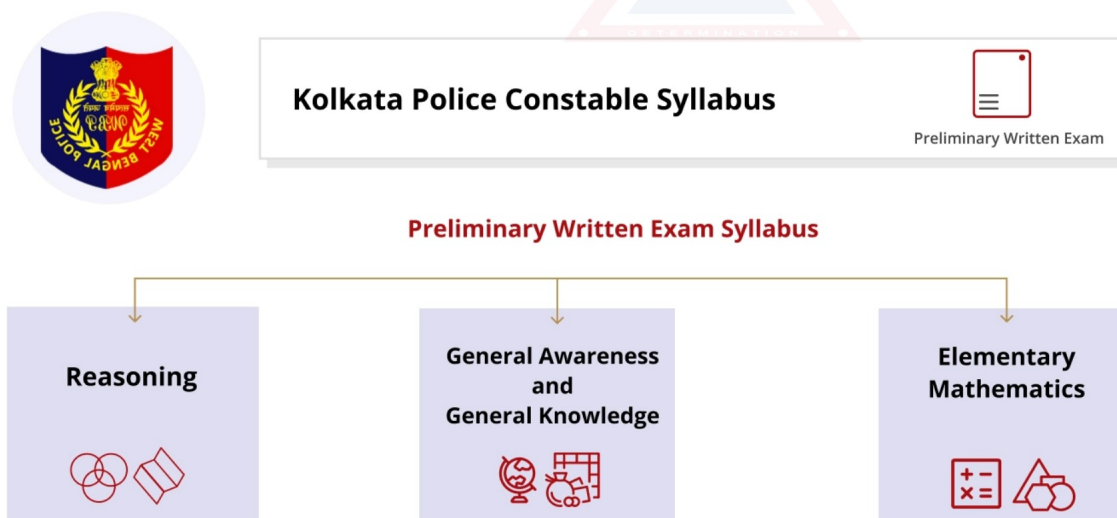 DETERMINATION
Kolkata Police Constable Syllabus
Preliminary Written Exam
WEST BENGAL POLICE
Preliminary Written Exam Syllabus
Reasoning
General Awareness
and
General Knowledge
Elementary
Mathematics